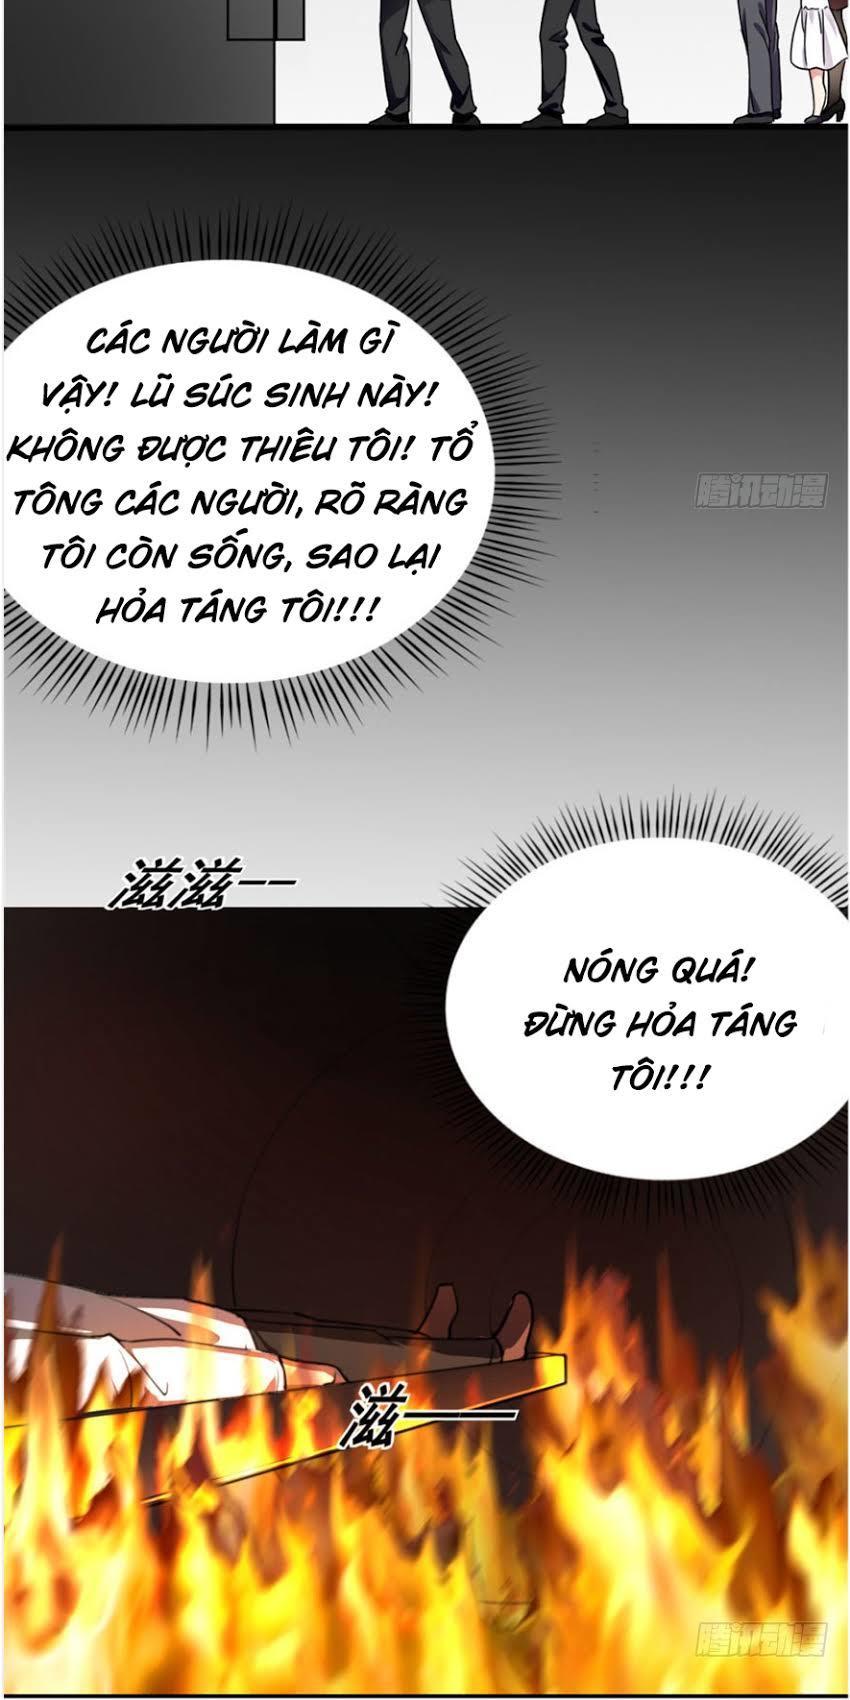 CÁC NGƯỜI LÀM GÌ
VẬY! LŨ SÚC SINH NÀY!
KHÔNG ĐƯỢC THIÊU TÔI! TỔ
TÔNG CÁC NGƯỜI, RÕ RÀNG
TÔI CÒN SỐNG, SAO LẠI
HỎA TÁNG TÔI!!!
腾讯动漫
滋滋--
NÓNG QUÁ!
ĐỪNG HỎA TÁNG
TÔI!!!
滋——
腾讯动漫